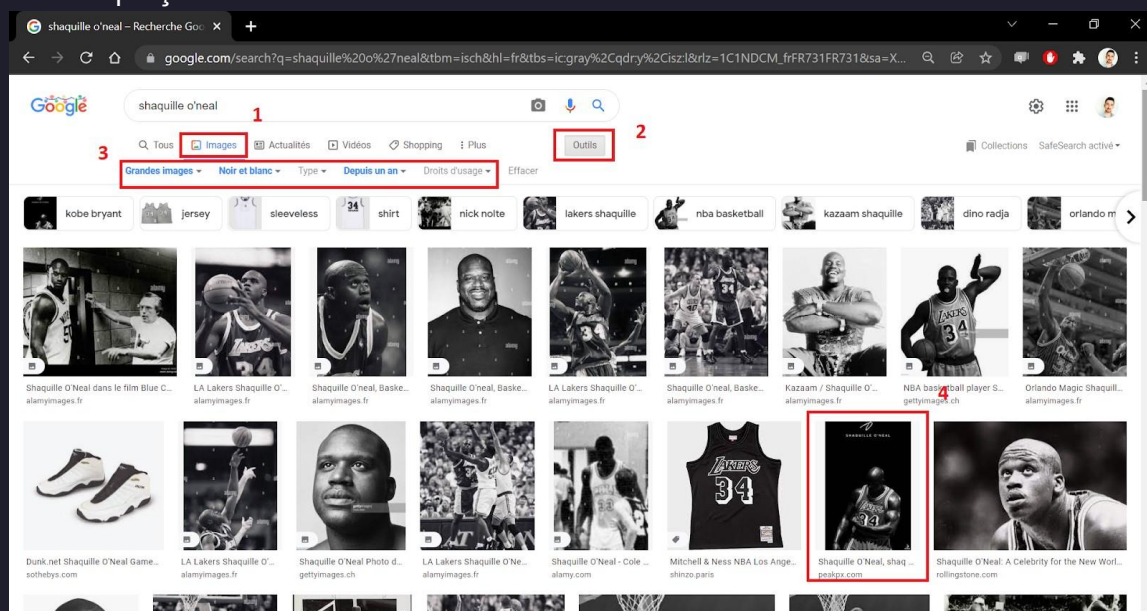 shaquille o'neal – Recherche Goo
google.com/search?q=shaquille%20o%27neal&tbm=isch&hl=fr&tbs=ic:gray%2Cqdr:y%2Cisz:l&rlz=1C1NDCM_frFR731FR731&sa=X...
Google
shaquille o'neal
1
2
3
Tous Images Actualités Vidéos Shopping Plus Outils
Collections SafeSearch activé
Grandes images Noir et blanc Type Depuis un an Droits d'usage Effacer
kobe bryant jersey sleeveless shirt nick nolte lakers shaquille nba basketball kazaam shaquille dino radja orlando m
Shaquille O'Neal dans le film Blue C... LA Lakers Shaquille O'... Shaquille O'neal, Baske... Shaquille O'neal, Baske... LA Lakers Shaquille O'... Shaquille O'neal, Baske... Kazaam / Shaquille O'... NBA basketball player S... Orlando Magic Shaquill...
alamyimages.fr alamyimages.fr alamyimages.fr alamyimages.fr alamyimages.fr alamyimages.fr alamyimages.fr gettyimages.ch alamyimages.fr
4
SHAQUILLE O'NEAL
LAKERS
34
Dunk.net Shaquille O'Neal Game... LA Lakers Shaquille O'... Shaquille O'Neal Photo d... LA Lakers Shaquille O'Ne... Shaquille O'Neal - Cole ... Mitchell & Ness NBA Los Ange... Shaquille O'Neal, shaq ... Shaquille O'Neal: A Celebrity for the New Worl...
sothebys.com alamyimages.fr gettyimages.ch alamyimages.fr alamy.com shinzo.paris peakpx.com rollingstone.com